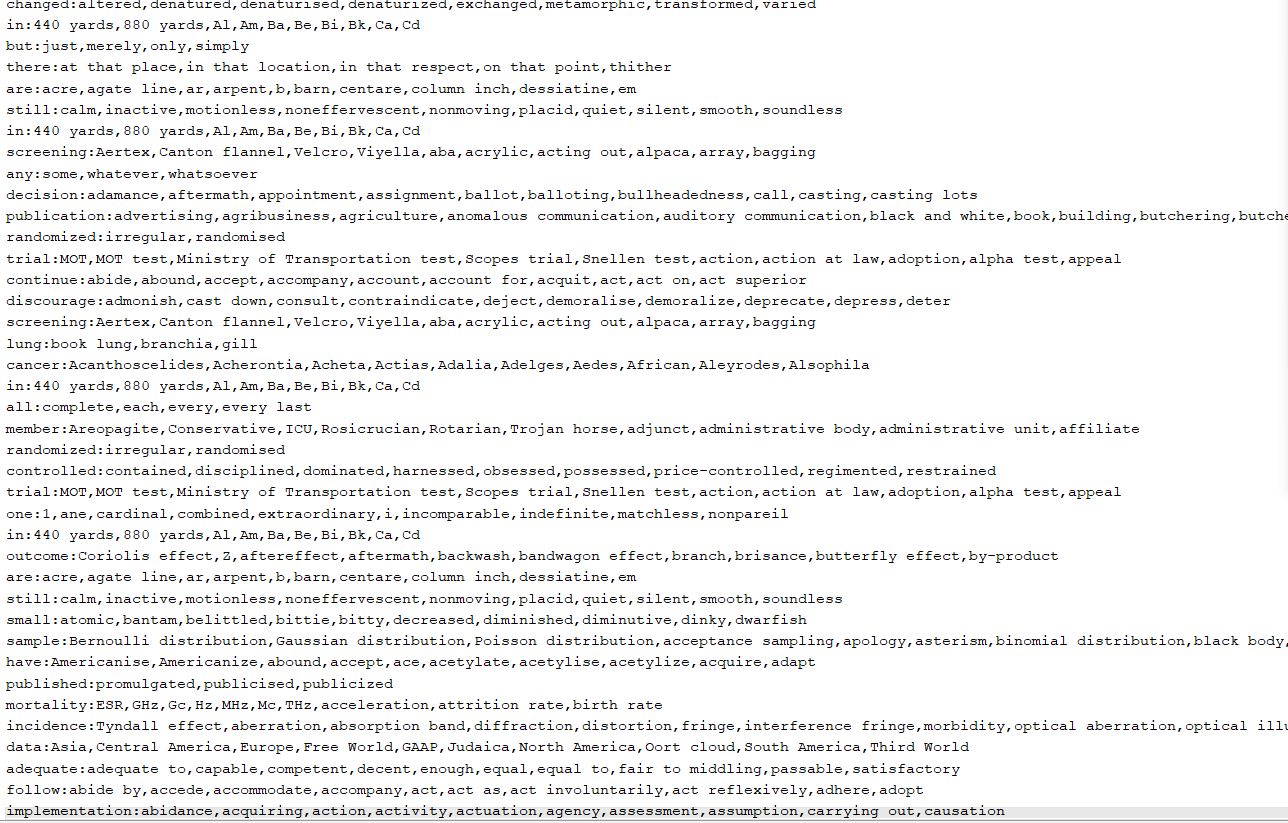 changed:altered,denatured,denaturised,denaturized,exchanged,metamorphic,transformed,varied
in:440 yards,880 yards,Al,Am,Ba,Be,Bi,Bk,Ca,Cd
but:just,merely,only,simply
there:at that place,in that location,in that respect,on that point,thither
are:acre,agate line,ar,arpent,b,barn,centare,column inch,dessiatine,em
still:calm,inactive,motionless,noneffervescent,nonmoving,placid,quiet,silent,smooth,soundless
in:440 yards,880 yards,Al,Am,Ba,Be,Bi,Bk,Ca,Cd
screening:Aertex,Canton flannel,Velcro,Viyella,aba,acrylic,acting out,alpaca,array,bagging
any:some,whatever,whatsoever
decision:adamance,aftermath,appointment,assignment,ballot,balloting,bullheadedness,call,casting,casting lots
publication:advertising,agribusiness,agriculture,anomalous communication,auditory communication,black and white,book,building,butchering,butche
randomized:irregular,randomised
trial:MOT,MOT test,Ministry of Transportation test,Scopes trial,Snellen test,action,action at law,adoption,alpha test,appeal
continue:abide,abound,accept,accompany,account,account for,acquit,act,act on,act superior
discourage:admonish,cast down,consult,contraindicate,deject,demoralise,demoralize,deprecate,depress,deter
screening:Aertex,Canton flannel,Velcro,Viyella,aba,acrylic,acting out,alpaca,array,bagging
lung:book lung,branchia,gill
cancer:Acanthoscelides,Acherontia,Acheta,Actias,Adalia,Adelges,Aedes,African,Aleyrodes,Alsophila
in:440 yards,880 yards,Al,Am,Ba,Be,Bi,Bk,Ca,Cd
all:complete,each,every,every last
member:Areopagite,Conservative,ICU,Rosicrucian,Rotarian,Trojan horse,adjunct,administrative body,administrative unit,affiliate
randomized:irregular,randomised
controlled:contained,disciplined,dominated,harnessed,obsessed,possessed,price-controlled,regimented,restrained
trial:MOT,MOT test,Ministry of Transportation test,Scopes trial,Snellen test,action,action at law,adoption,alpha test,appeal
one:1,ane,cardinal,combined,extraordinary,i,incomparable,indefinite,matchless,nonpareil
in:440 yards,880 yards,Al,Am,Ba,Be,Bi,Bk,Ca,Cd
outcome:Coriolis effect,Z,aftereffect,aftermath,backwash,bandwagon effect,branch,brisance,butterfly effect,by-product
are:acre,agate line,ar,arpent,b,barn,centare,column inch,dessiatine,em
still:calm,inactive,motionless,noneffervescent,nonmoving,placid,quiet,silent,smooth,soundless
small:atomic,bantam,belittled,bittie,bitty,decreased,diminished,diminutive,dinky,dwarfish
sample:Bernoulli distribution,Gaussian distribution,Poisson distribution,acceptance sampling,apology,asterism,binomial distribution,black body,
have:Americanise,Americanize,abound,accept,ace,acetylate,acetylise,acetylize,acquire,adapt
published:promulgated,publicised,publicized
mortality:ESR,GHz,Gc,Hz,MHz,Mc,THz,acceleration,attrition rate,birth rate
incidence:Tyndall effect,aberration,absorption band,diffraction,distortion,fringe,interference fringe,morbidity,optical aberration,optical illu
data:Asia,Central America,Europe,Free World,GAAP,Judaica,North America,Oort cloud,South America,Third World
adequate:adequate to,capable,competent,decent,enough,equal,equal to,fair to middling,passable,satisfactory
follow:abide by,accede,accommodate,accompany,act,act as,act involuntarily,act reflexively,adhere,adopt
implementation:abidance,acquiring,action,activity,actuation,agency,assessment,assumption,carrying out,causation